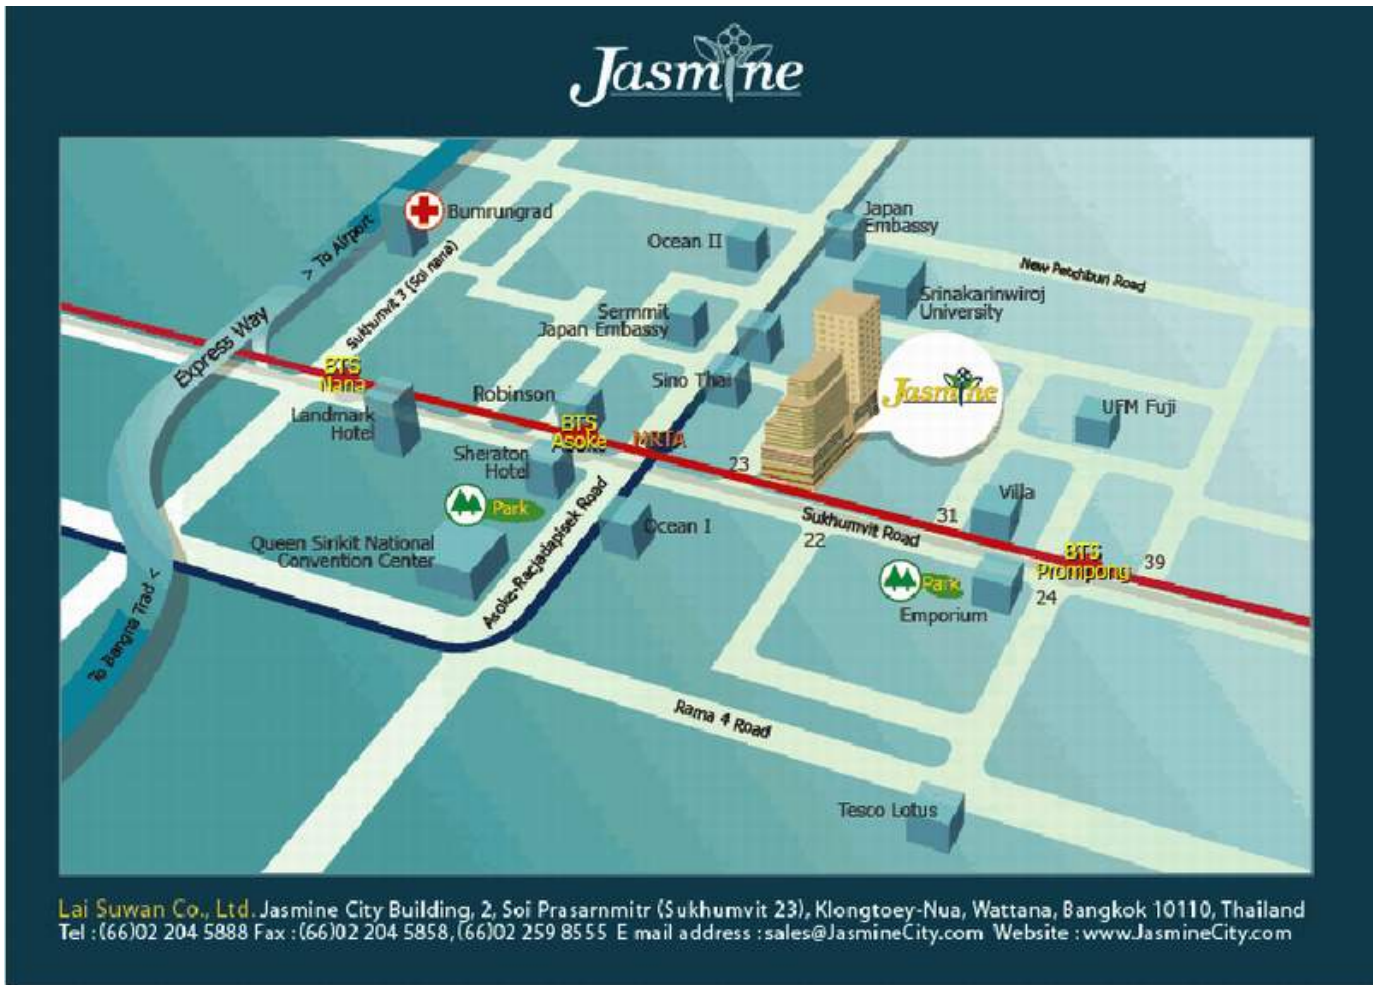 Jasmine
Bumrungrad
> To Airport
Sukhumvit 3 (Soi nana)
Express Way
Ocean II
Japan
Embassy
New Petchburi Road
Srinakarinwiroj
University
Sermmit
Japan Embassy
Sino Thai
Jasmine
UFM Fuji
BTS
Nana
Landmark
Hotel
Robinson
BTS
Asoke
MRTA
Sheraton
Hotel
23
Park
Queen Sirikit National
Convention Center
Asoke-Racjadapisek Road
Ocean I
Sukhumvit Road
22
31
Villa
BTS
Prompong
39
24
Park
Emporium
To Bangna Trad <
Rama 4 Road
Tesco Lotus
Lai Suwan Co., Ltd. Jasmine City Building, 2, Soi Prasarnmitr (Sukhumvit 23), Klongtoey-Nua, Wattana, Bangkok 10110, Thailand
Tel : (66)02 204 5888 Fax : (66)02 204 5858, (66)02 259 8555 E mail address : sales@JasmineCity.com Website : www.JasmineCity.com